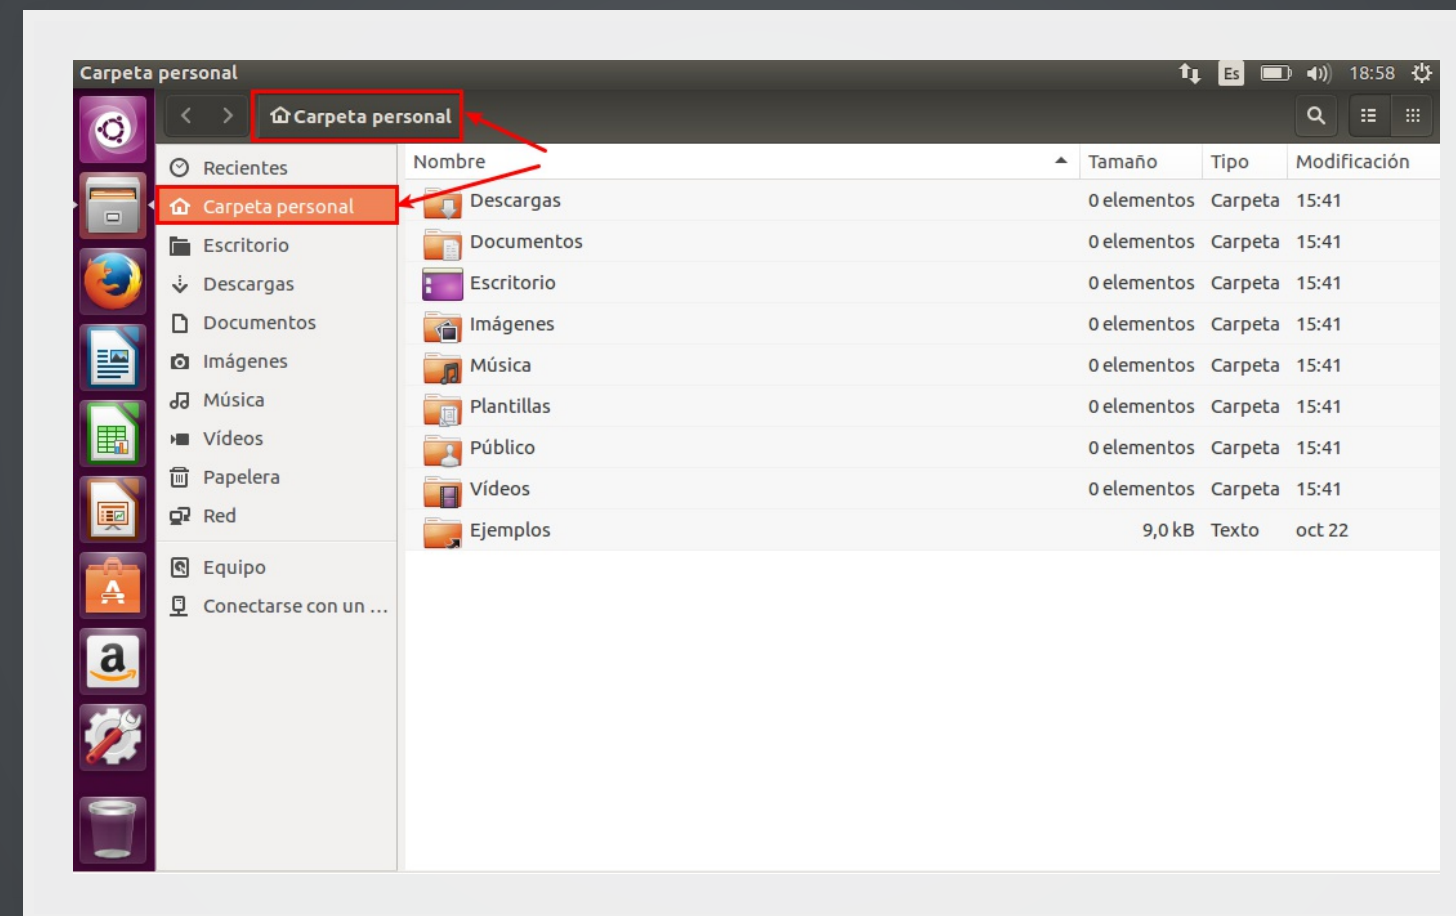 Carpeta personal
Es
18:58
Carpeta personal
Recientes
Carpeta personal
Escritorio
Descargas
Documentos
Imágenes
Música
Vídeos
Papelera
Red
Equipo
Conectarse con un ...
Nombre Tamaño Tipo Modificación
Descargas 0 elementos Carpeta 15:41
Documentos 0 elementos Carpeta 15:41
Escritorio 0 elementos Carpeta 15:41
Imágenes 0 elementos Carpeta 15:41
Música 0 elementos Carpeta 15:41
Plantillas 0 elementos Carpeta 15:41
Público 0 elementos Carpeta 15:41
Vídeos 0 elementos Carpeta 15:41
Ejemplos 9,0 kB Texto oct 22
A
a